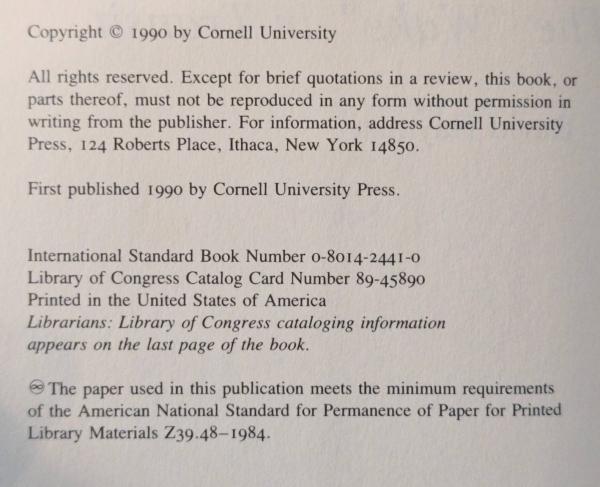 Copyright © 1990 by Cornell University
All rights reserved. Except for brief quotations in a review, this book, or
parts thereof, must not be reproduced in any form without permission in
writing from the publisher. For information, address Cornell University
Press, 124 Roberts Place, Ithaca, New York 14850.
First published 1990 by Cornell University Press.
International Standard Book Number 0-8014-2441-0
Library of Congress Catalog Card Number 89-45890
Printed in the United States of America
Librarians: Library of Congress cataloging information
appears on the last page of the book.
♾ The paper used in this publication meets the minimum requirements
of the American National Standard for Permanence of Paper for Printed
Library Materials Z39.48–1984.